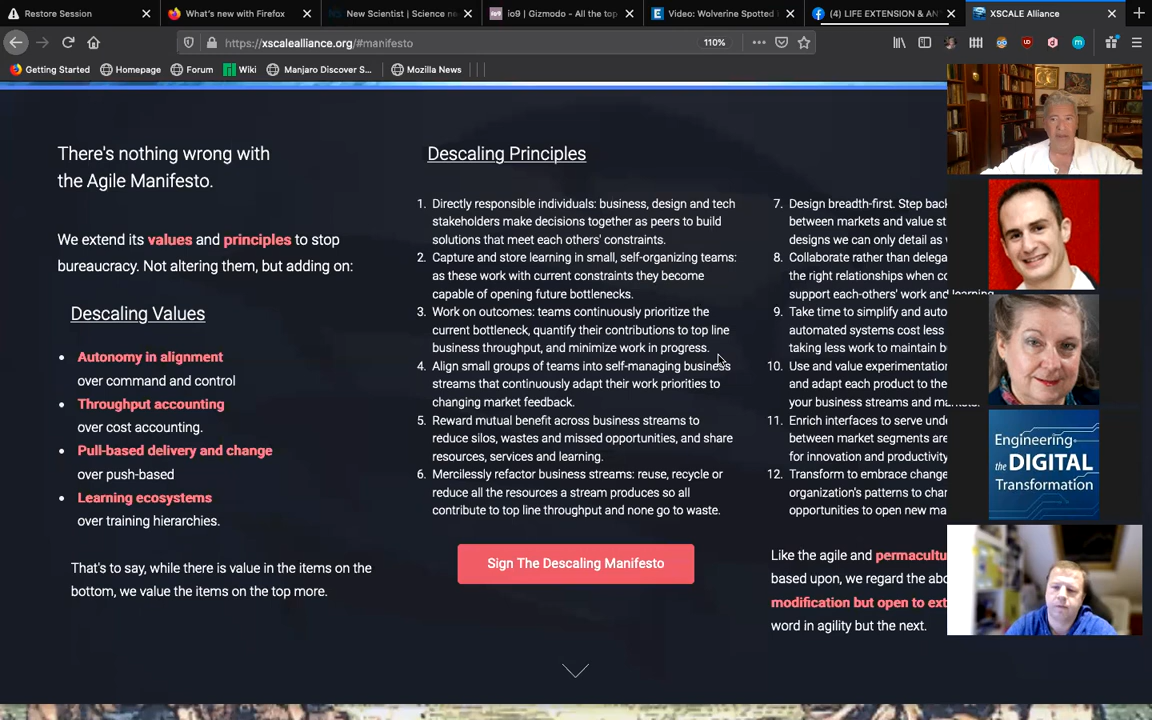 Restore Session
What's new with Firefox
New Scientist | Science ne
io9 | Gizmodo - All the top
Video: Wolverine Spotted
(4) LIFE EXTENSION & AN
XSCALE Alliance
https://xscalealliance.org/#manifesto
110%
Getting Started
Homepage
Forum
Wiki
Manjaro Discover S...
Mozilla News
There's nothing wrong with
the Agile Manifesto.
We extend its values and principles to stop
bureaucracy. Not altering them, but adding on:
Descaling Values
Autonomy in alignment
over command and control
Throughput accounting
over cost accounting.
Pull-based delivery and change
over push-based
Learning ecosystems
over training hierarchies.
That's to say, while there is value in the items on the
bottom, we value the items on the top more.
Descaling Principles
1. Directly responsible individuals: business, design and tech
stakeholders make decisions together as peers to build
solutions that meet each others' constraints.
2. Capture and store learning in small, self-organizing teams:
as these work with current constraints they become
capable of opening future bottlenecks.
3. Work on outcomes: teams continuously prioritize the
current bottleneck, quantify their contributions to top line
business throughput, and minimize work in progress.
4. Align small groups of teams into self-managing business
streams that continuously adapt their work priorities to
changing market feedback.
5. Reward mutual benefit across business streams to
reduce silos, wastes and missed opportunities, and share
resources, services and learning.
6. Mercilessly refactor business streams: reuse, recycle or
reduce all the resources a stream produces so all
contribute to top line throughput and none go to waste.
Sign The Descaling Manifesto
7. Design breadth-first. Step back
between markets and value st
designs we can only detail as
8. Collaborate rather than delega
the right relationships when co
support each-others' work and learning
9. Take time to simplify and auto
automated systems cost less
taking less work to maintain b
10. Use and value experimentation
and adapt each product to the
your business streams and markets.
11. Enrich interfaces to serve unde
between market segments are
for innovation and productivity
12. Transform to embrace change
organization's patterns to chan
opportunities to open new ma
Like the agile and permacultu
based upon, we regard the abo
modification but open to ext
word in agility but the next.
Engineering
the DIGITAL
Transformation